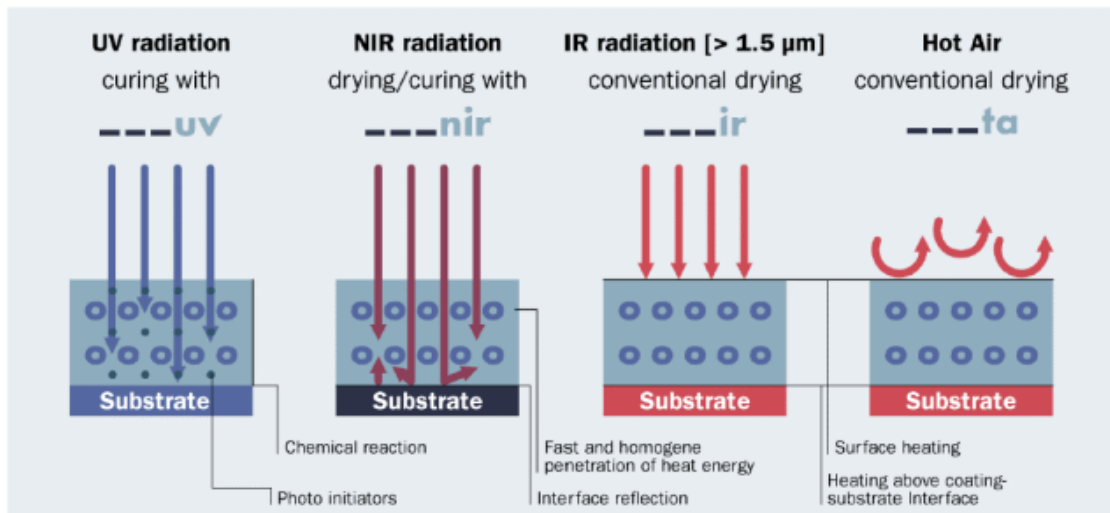 UV radiation
curing with
___uv
NIR radiation
drying/curing with
___nir
IR radiation [> 1.5 µm]
conventional drying
___ir
Hot Air
conventional drying
___ta
Substrate
Substrate
Substrate
Substrate
Chemical reaction
Photo initiators
Fast and homogene
penetration of heat energy
Interface reflection
Surface heating
Heating above coating-
substrate Interface